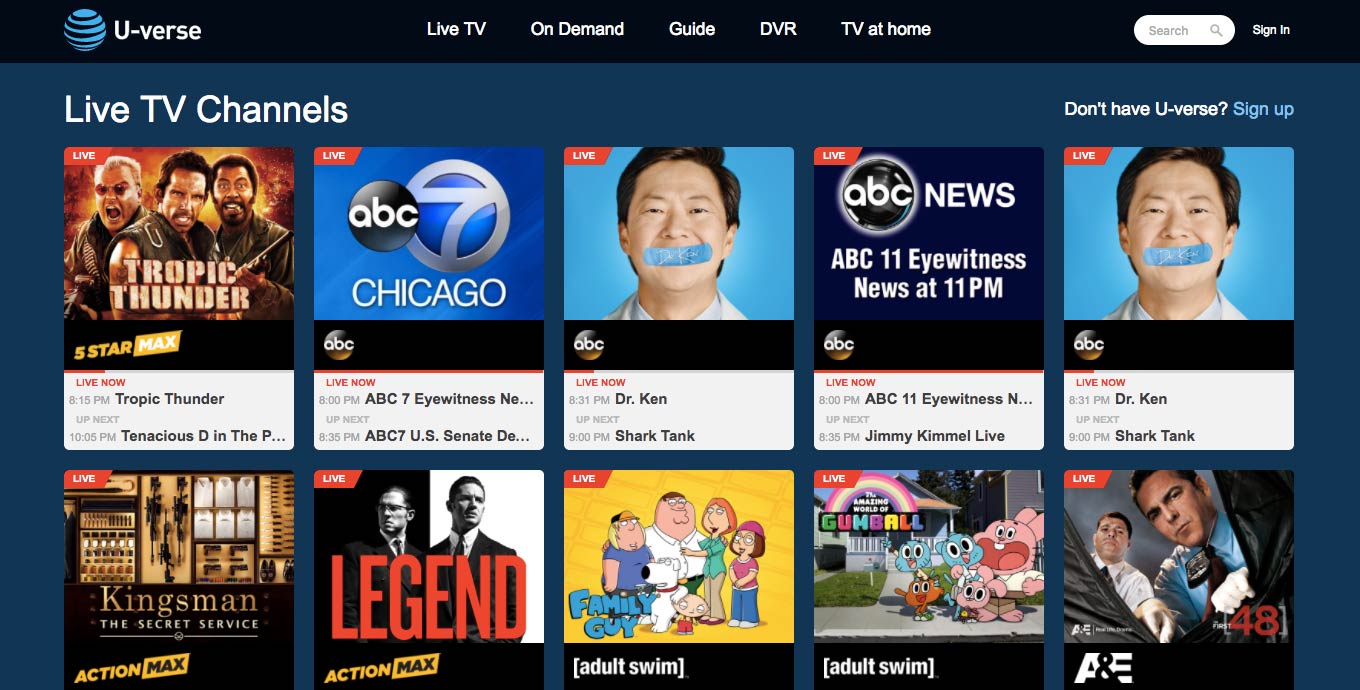 U-verse
Live TV
On Demand
Guide
DVR
TV at home
Search
Sign In
Live TV Channels
Don't have U-verse? Sign up
LIVE
TROPIC
THUNDER
5 STAR MAX
LIVE NOW
8:15 PM Tropic Thunder
UP NEXT
10:05 PM Tenacious D in The P...
LIVE
abc 7
CHICAGO
abc
LIVE NOW
8:00 PM ABC 7 Eyewitness Ne...
UP NEXT
8:35 PM ABC7 U.S. Senate De...
LIVE
DR. KEN
abc
LIVE NOW
8:31 PM Dr. Ken
UP NEXT
9:00 PM Shark Tank
LIVE
abc NEWS
ABC 11 Eyewitness
News at 11PM
abc
LIVE NOW
8:00 PM ABC 11 Eyewitness N...
UP NEXT
8:35 PM Jimmy Kimmel Live
LIVE
DR. KEN
abc
LIVE NOW
8:31 PM Dr. Ken
UP NEXT
9:00 PM Shark Tank
LIVE
Kingsman
THE SECRET SERVICE
ACTION MAX
LIVE
LEGEND
ACTION MAX
LIVE
FAMILY
GUY
[adult swim]
LIVE
The
AMAZING
WORLD OF
GUMBALL
[adult swim]
LIVE
A&E Real Life. Drama.
THE FIRST 48
A&E